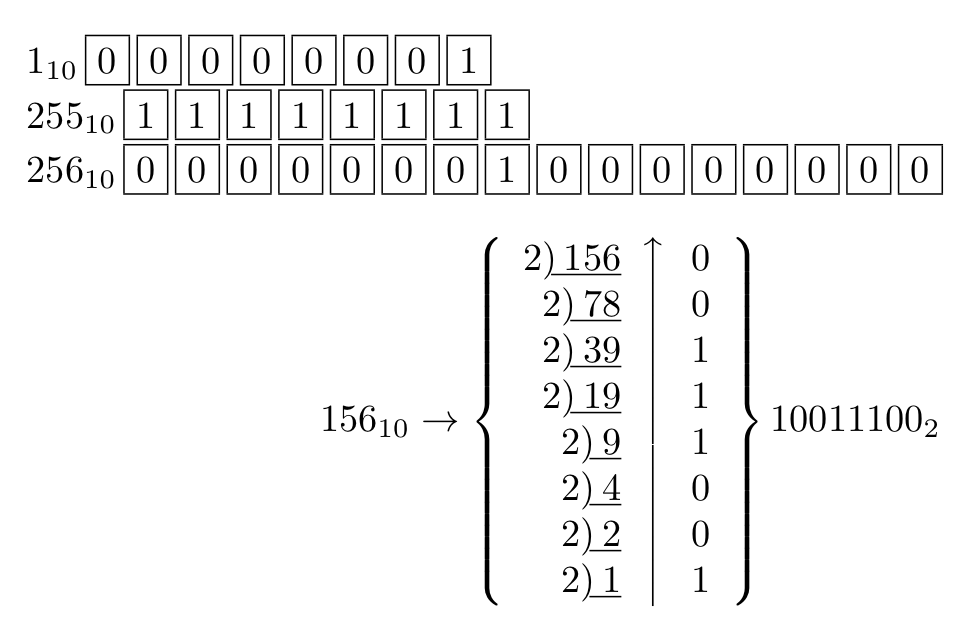 1₁₀ 0 0 0 0 0 0 0 1
255₁₀ 1 1 1 1 1 1 1 1
256₁₀ 0 0 0 0 0 0 0 1 0 0 0 0 0 0 0 0
2)156 0
2)78 0
2)39 1
2)19 1
156₁₀ → { 2)9 ↑ 1 } 10011100₂
2)4 0
2)2 0
2)1 1